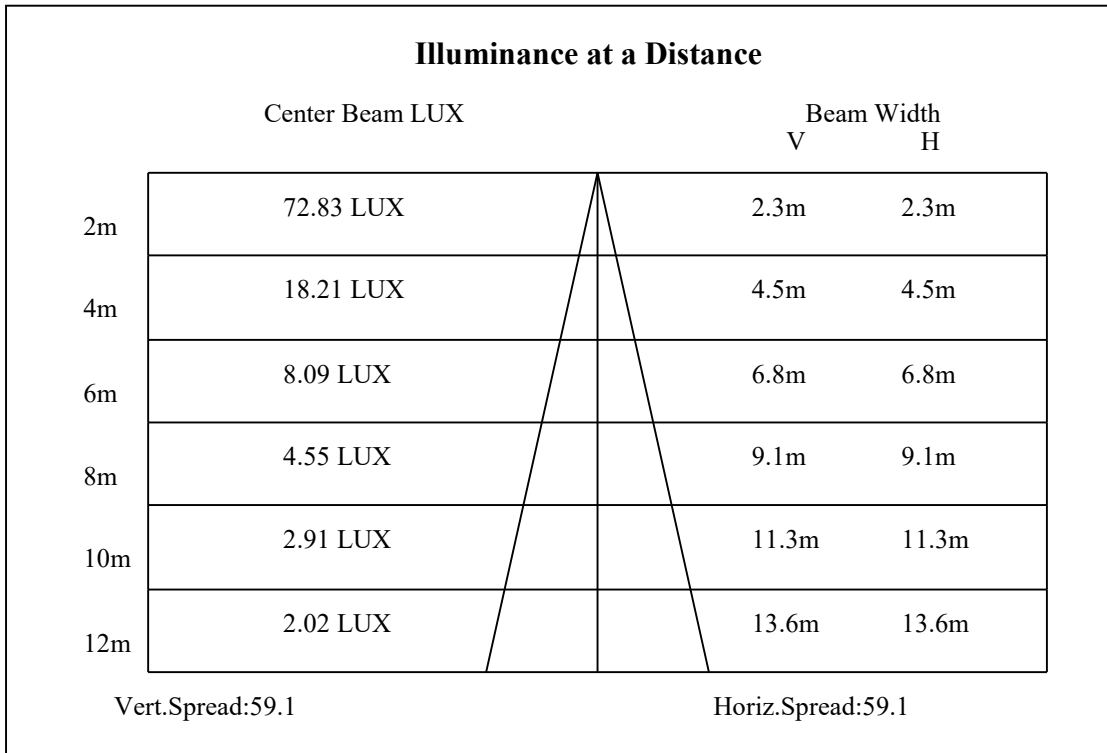 Illuminance at a Distance
Center Beam LUX Beam Width
V H
2m 72.83 LUX 2.3m 2.3m
4m 18.21 LUX 4.5m 4.5m
6m 8.09 LUX 6.8m 6.8m
8m 4.55 LUX 9.1m 9.1m
10m 2.91 LUX 11.3m 11.3m
12m 2.02 LUX 13.6m 13.6m
Vert.Spread:59.1 Horiz.Spread:59.1